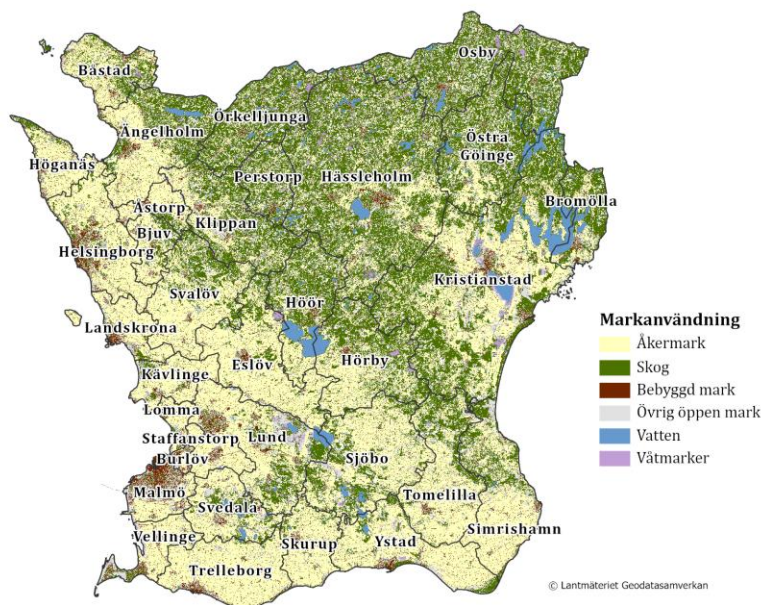 Osby
Båstad
Örkelljunga
Ängelholm
Östra
Göinge
Höganäs
Perstorp
Hässleholm
Bromölla
Åstorp
Klippan
Bjuv
Helsingborg
Kristianstad
Svalöv
Höör
Landskrona
Hörby
Eslöv
Kävlinge
Lomma
Staffanstorp
Lund
Burlöv
Sjöbo
Malmö
Tomelilla
Svedala
Simrishamn
Vellinge
Skurup
Ystad
Trelleborg
Markanvändning
Åkermark
Skog
Bebyggd mark
Övrig öppen mark
Vatten
Våtmarker
© Lantmäteriet Geodatasamverkan